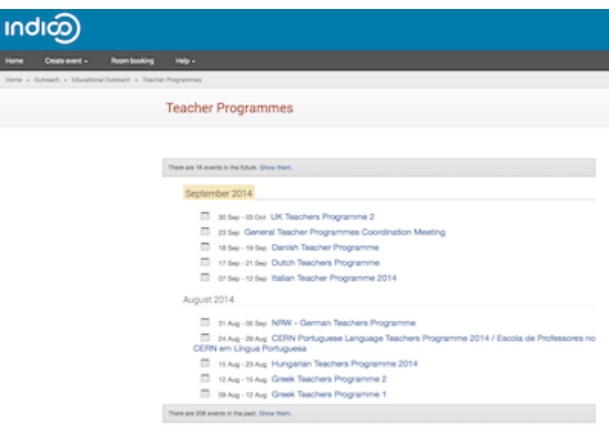 indico
Home Create event Room booking Help
Home » Outreach » Educational Outreach » Teacher Programmes
Teacher Programmes
There are 16 events in the future. Show them.
September 2014
30 Sep - 03 Oct UK Teachers Programme 2
23 Sep General Teacher Programmes Coordination Meeting
18 Sep - 19 Sep Danish Teacher Programme
17 Sep - 21 Sep Dutch Teachers Programme
07 Sep - 12 Sep Italian Teacher Programme 2014
August 2014
31 Aug - 05 Sep NRW - German Teachers Programme
24 Aug - 29 Aug CERN Portuguese Language Teachers Programme 2014 / Escola de Professores no
CERN em Língua Portuguesa
15 Aug - 23 Aug Hungarian Teachers Programme 2014
12 Aug - 15 Aug Greek Teachers Programme 2
09 Aug - 12 Aug Greek Teachers Programme 1
There are 209 events in the past. Show them.